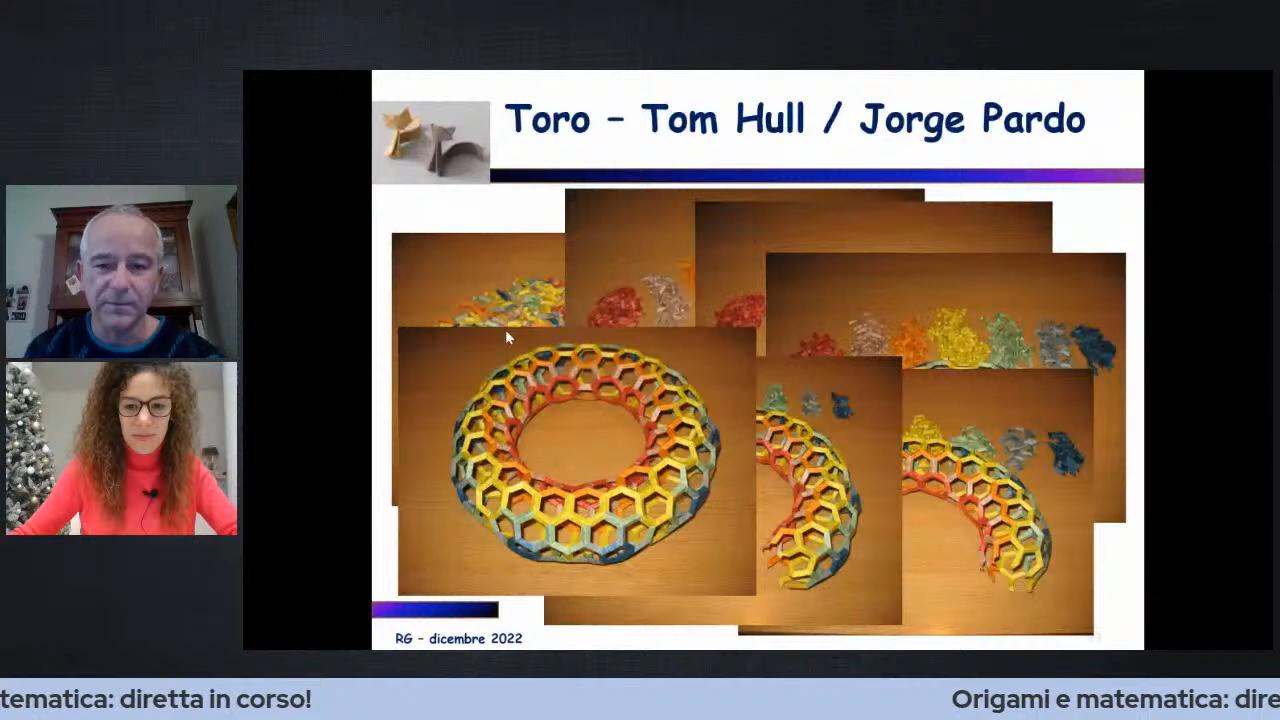 Toro – Tom Hull / Jorge Pardo
RG – dicembre 2022
tematica: diretta in corso!
Origami e matematica: dire